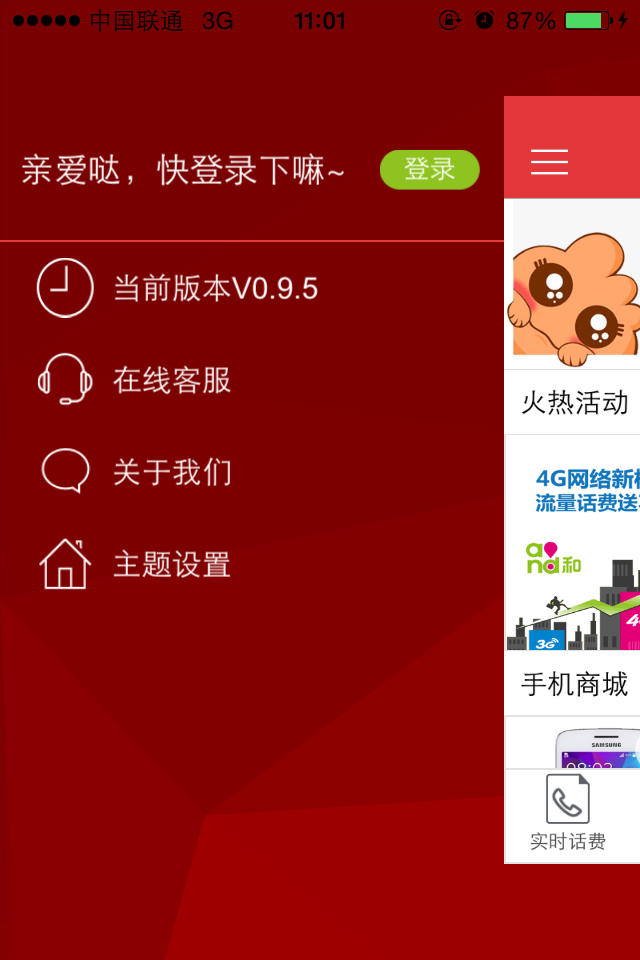 中国联通 3G 11:01 87%
亲爱哒，快登录下嘛~ 登录
当前版本V0.9.5
在线客服
关于我们
主题设置
火热活动
4G网络新
流量话费送
and和
3G
4
手机商城
SAMSUNG
08:02
实时话费